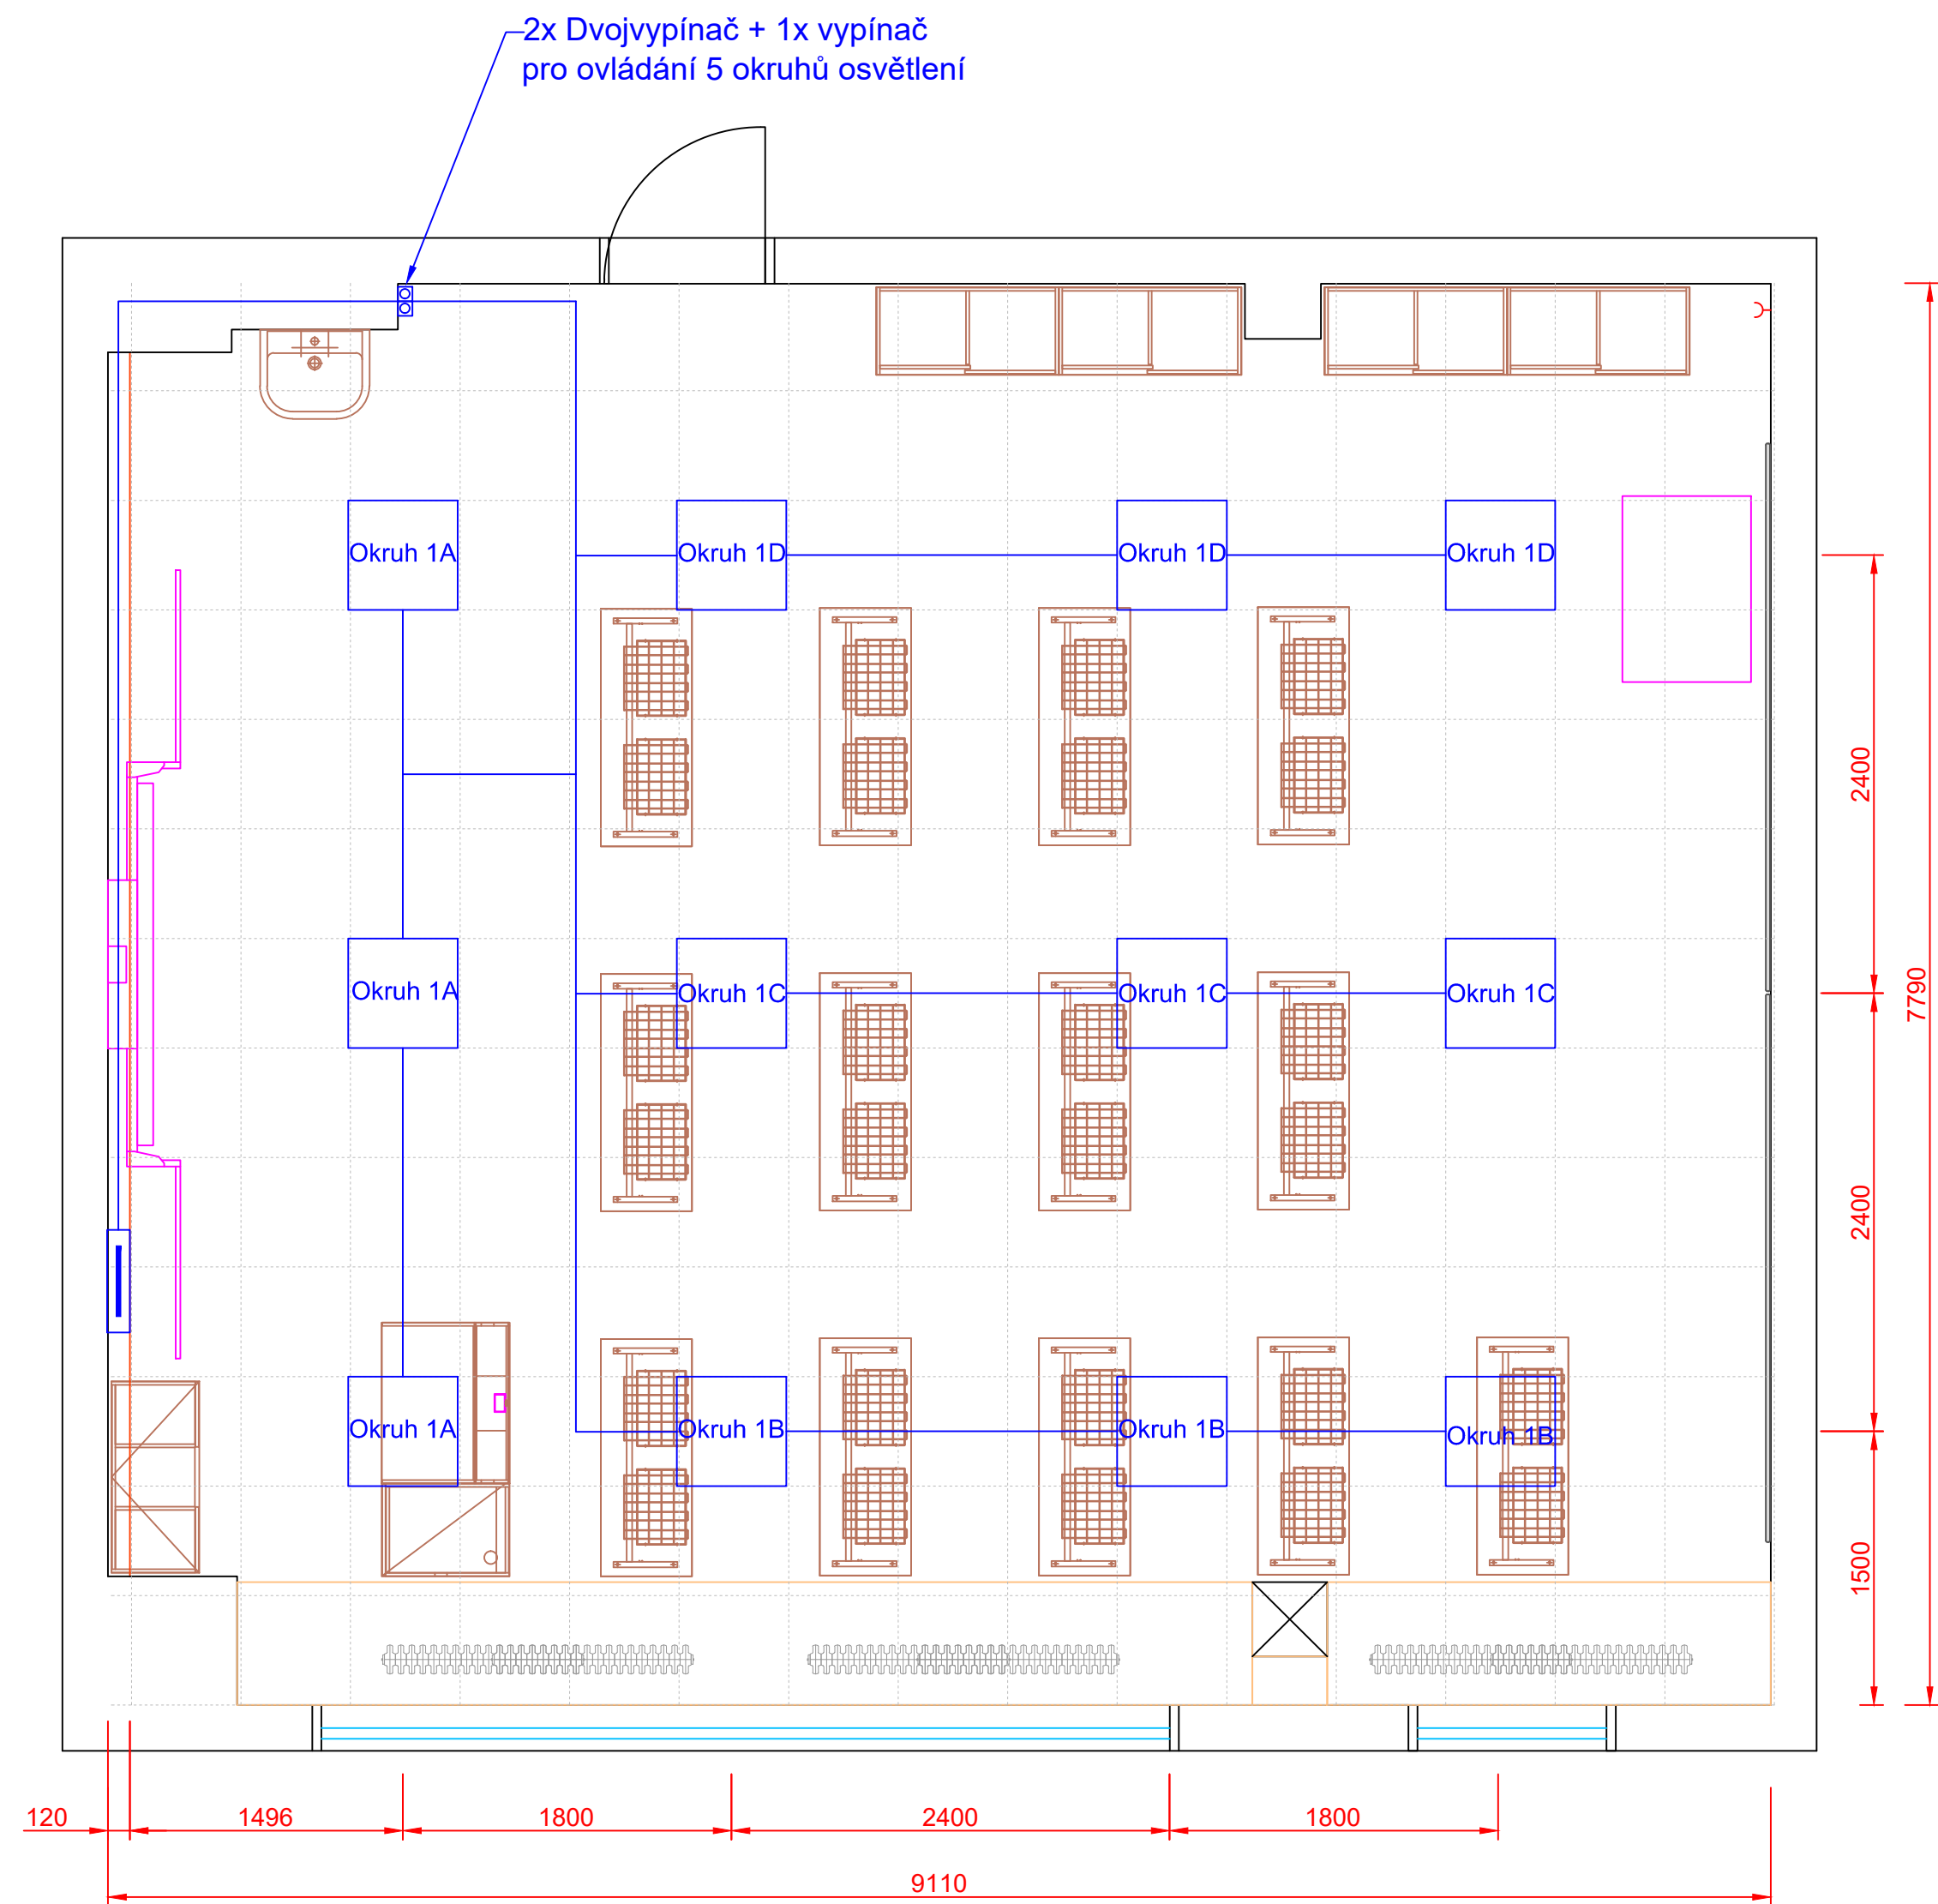 2x Dvojvypínač + 1x vypínač
pro ovládání 5 okruhů osvětlení
Okruh 1A
Okruh 1D
Okruh 1D
Okruh 1D
2400
Okruh 1A
Okruh 1C
Okruh 1C
Okruh 1C
7790
2400
Okruh 1A
Okruh 1B
Okruh 1B
Okruh 1B
1500
120
1496
1800
2400
1800
9110